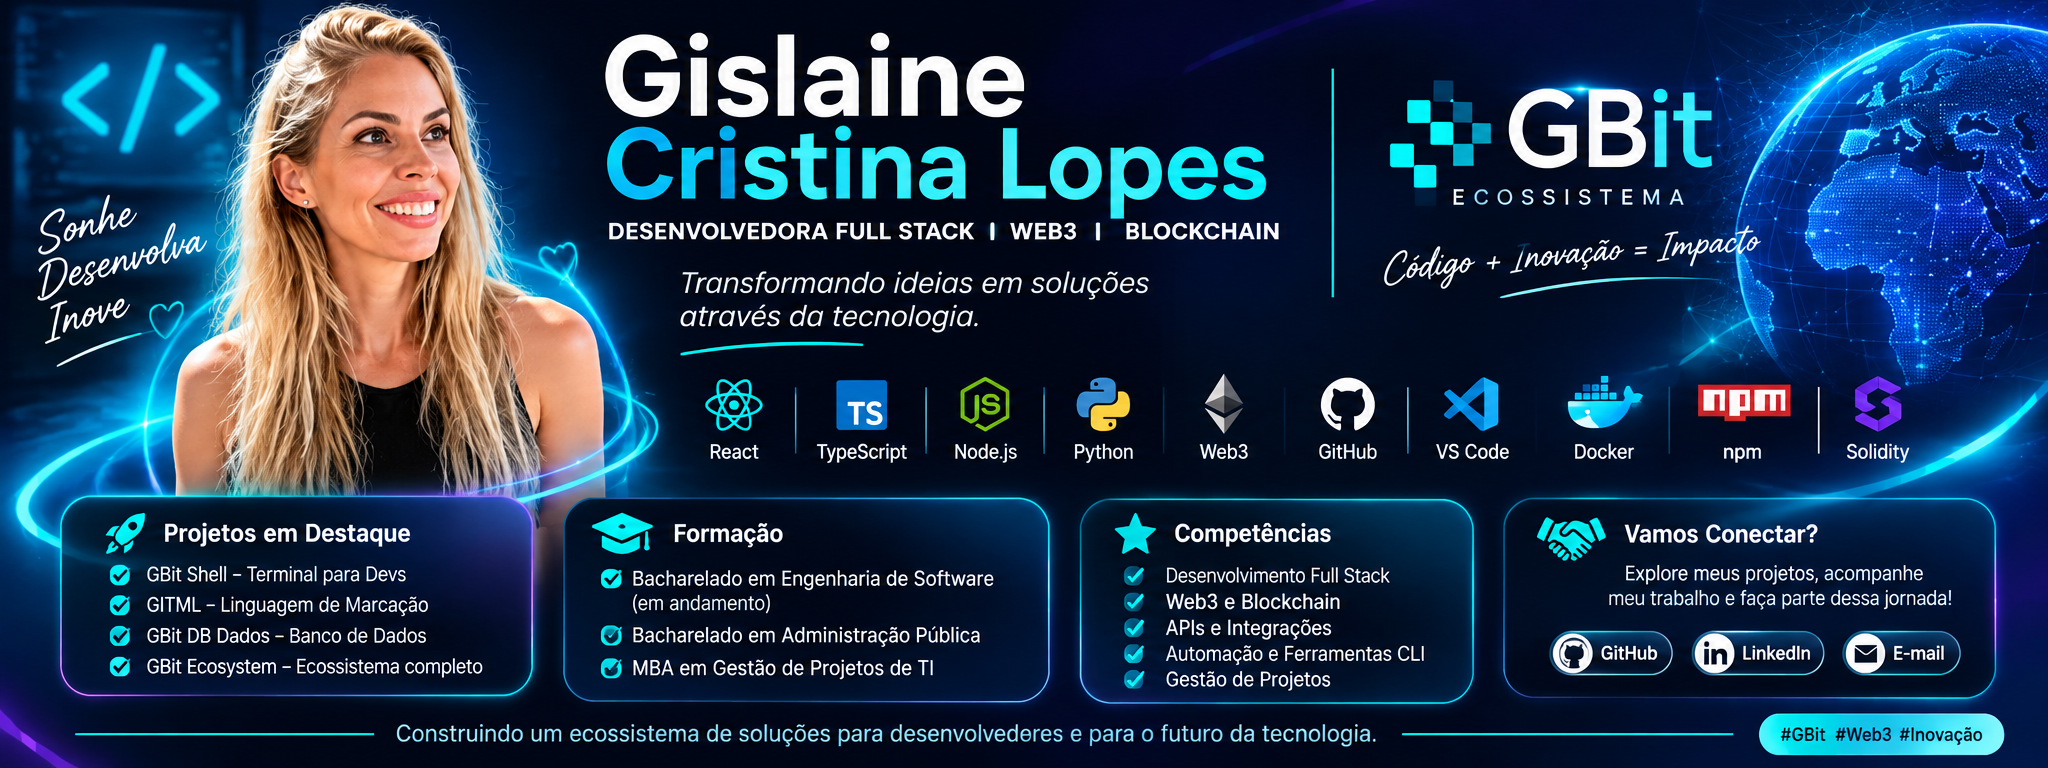 </>
Sonhe
Desenvolva
Inove
Gislaine
Cristina Lopes
DESENVOLVEDORA FULL STACK | WEB3 | BLOCKCHAIN
Transformando ideias em soluções
através da tecnologia.
GBit
ECOSSISTEMA
Código + Inovação = Impacto
TS
JS
npm
React
TypeScript
Node.js
Python
Web3
GitHub
VS Code
Docker
npm
Solidity
Projetos em Destaque
GBit Shell – Terminal para Devs
GITML – Linguagem de Marcação
GBit DB Dados – Banco de Dados
GBit Ecosystem – Ecossistema completo
Formação
Bacharelado em Engenharia de Software
(em andamento)
Bacharelado em Administração Pública
MBA em Gestão de Projetos de TI
Competências
Desenvolvimento Full Stack
Web3 e Blockchain
APIs e Integrações
Automação e Ferramentas CLI
Gestão de Projetos
Vamos Conectar?
Explore meus projetos, acompanhe
meu trabalho e faça parte dessa jornada!
GitHub
in LinkedIn
E-mail
Construindo um ecossistema de soluções para desenvolvederes e para o futuro da tecnologia.
#GBit #Web3 #Inovação